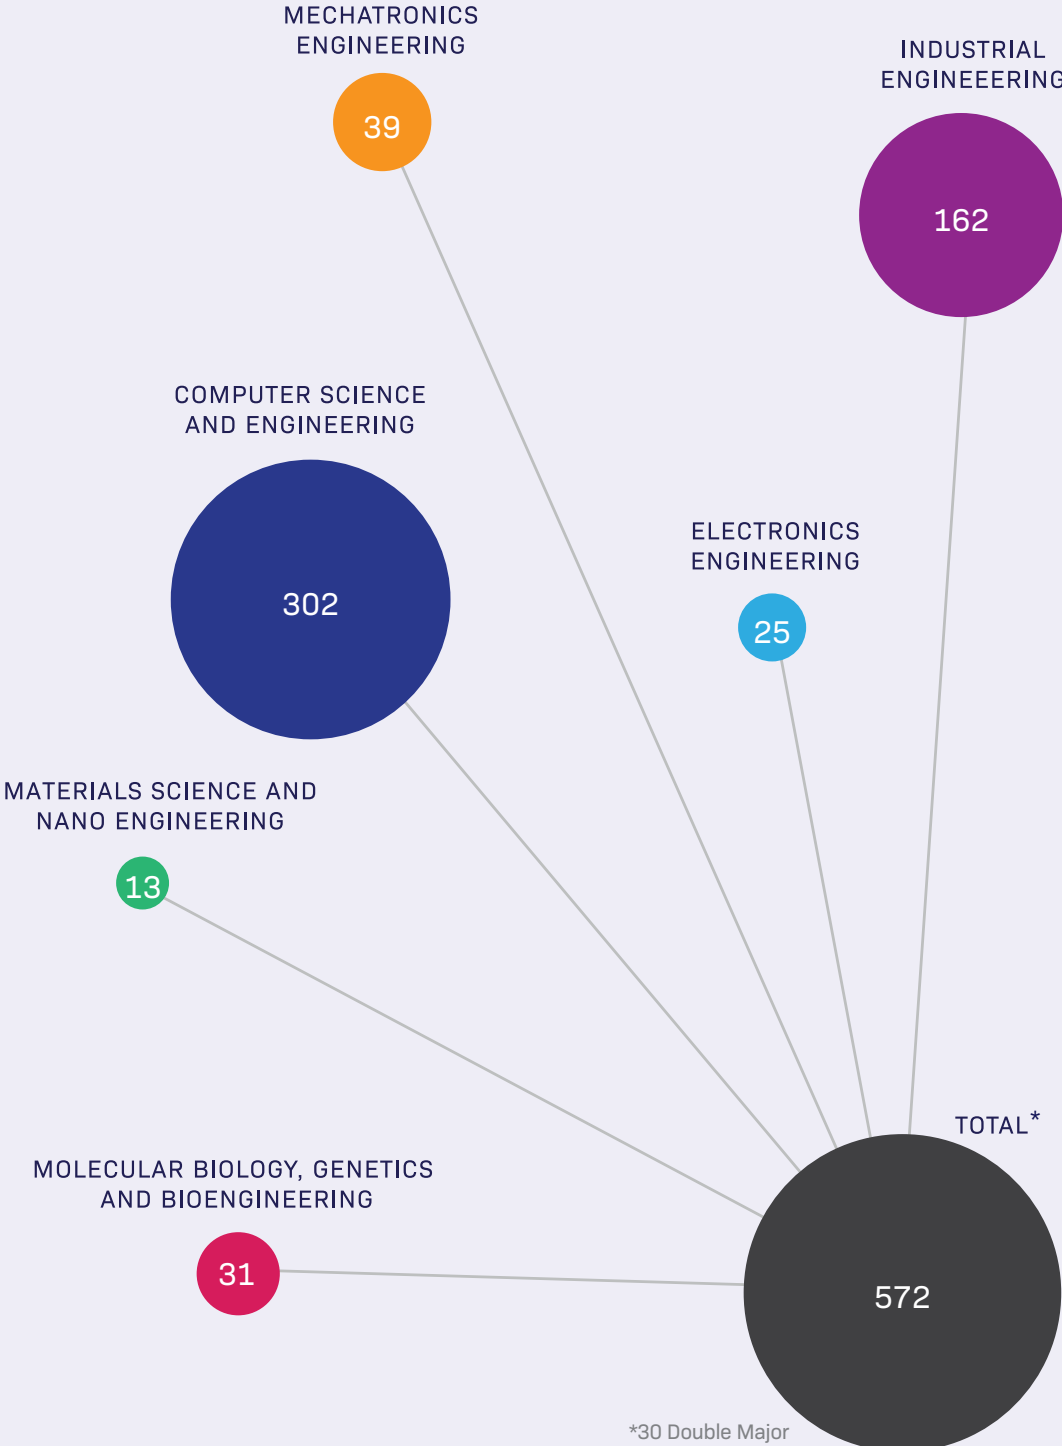 MECHATRONICS
ENGINEERING
39
INDUSTRIAL
ENGINEEERING
162
COMPUTER SCIENCE
AND ENGINEERING
302
ELECTRONICS
ENGINEERING
25
MATERIALS SCIENCE AND
NANO ENGINEERING
13
TOTAL*
572
MOLECULAR BIOLOGY, GENETICS
AND BIOENGINEERING
31
*30 Double Major